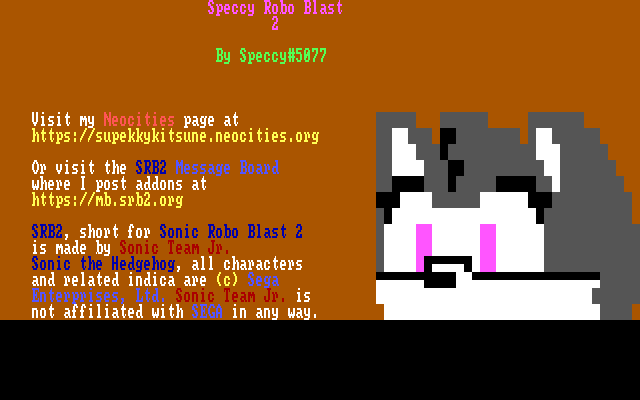 Speccy Robo Blast
2
By Speccy#5077
Visit my Neocities page at
https://supekkykitsune.neocities.org
Or visit the SRB2 Message Board
where I post addons at
https://mb.srb2.org
SRB2, short for Sonic Robo Blast 2
is made by Sonic Team Jr.
Sonic the Hedgehog, all characters
and related indica are (c) Sega
Enterprises, Ltd. Sonic Team Jr. is
not affiliated with SEGA in any way.